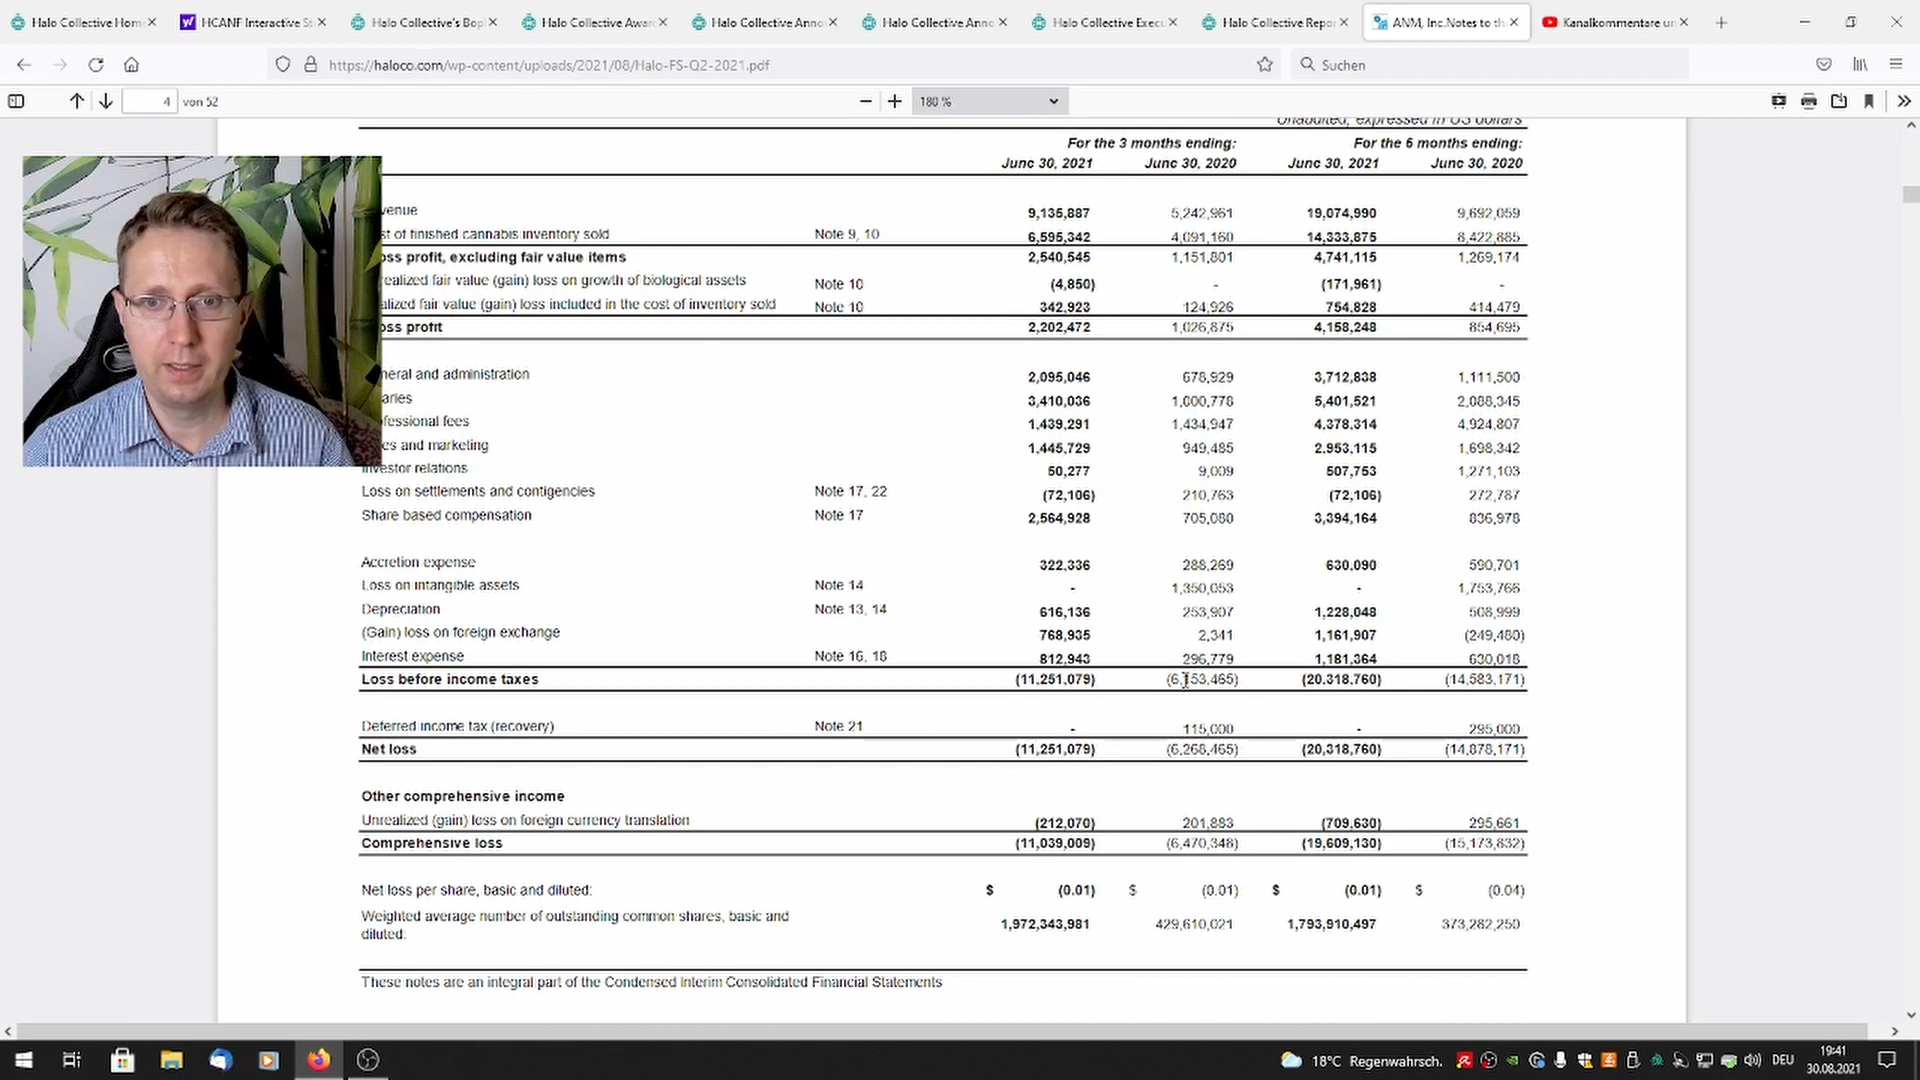 Halo Collective Hom
HCANF Interactive S
Halo Collective's Bop
Halo Collective Awar
Halo Collective Anno
Halo Collective Anno
Halo Collective Execu
Halo Collective Repor
ANM, Inc.Notes to th
Kanalkommentare un
https://haloco.com/wp-content/uploads/2021/08/Halo-FS-Q2-2021.pdf
Suchen
4 von 52
180 %
Unaudited, expressed in US dollars
For the 3 months ending: For the 6 months ending:
June 30, 2021 June 30, 2020 June 30, 2021 June 30, 2020
venue 9,135,887 5,242,961 19,074,990 9,692,059
st of finished cannabis inventory sold Note 9, 10 6,595,342 4,091,160 14,333,875 8,422,885
oss profit, excluding fair value items 2,540,545 1,151,801 4,741,115 1,269,174
realized fair value (gain) loss on growth of biological assets Note 10 (4,850) - (171,961) -
alized fair value (gain) loss included in the cost of inventory sold Note 10 342,923 124,926 754,828 414,479
oss profit 2,202,472 1,026,875 4,158,248 854,695
neral and administration 2,095,046 678,929 3,712,838 1,111,500
aries 3,410,036 1,000,778 5,401,521 2,088,345
ofessional fees 1,439,291 1,434,947 4,378,314 4,924,807
es and marketing 1,445,729 949,485 2,953,115 1,698,342
Investor relations 50,277 9,009 507,753 1,271,103
Loss on settlements and contigencies Note 17, 22 (72,106) 210,763 (72,106) 272,787
Share based compensation Note 17 2,564,928 705,080 3,394,164 836,978
Accretion expense 322,336 288,269 630,090 590,701
Loss on intangible assets Note 14 - 1,350,053 - 1,753,766
Depreciation Note 13, 14 616,136 253,907 1,228,048 508,999
(Gain) loss on foreign exchange 768,935 2,341 1,161,907 (249,480)
Interest expense Note 16, 18 812,943 296,779 1,181,364 630,018
Loss before income taxes (11,251,079) (6,153,465) (20,318,760) (14,583,171)
Deferred income tax (recovery) Note 21 - 115,000 - 295,000
Net loss (11,251,079) (6,268,465) (20,318,760) (14,878,171)
Other comprehensive income
Unrealized (gain) loss on foreign currency translation (212,070) 201,883 (709,630) 295,661
Comprehensive loss (11,039,009) (6,470,348) (19,609,130) (15,173,832)
Net loss per share, basic and diluted: $ (0.01) $ (0.01) $ (0.01) $ (0.04)
Weighted average number of outstanding common shares, basic and
diluted: 1,972,343,981 429,610,021 1,793,910,497 373,282,250
These notes are an integral part of the Condensed Interim Consolidated Financial Statements
18°C Regenwahrsch. DEU
19:41
30.08.2021